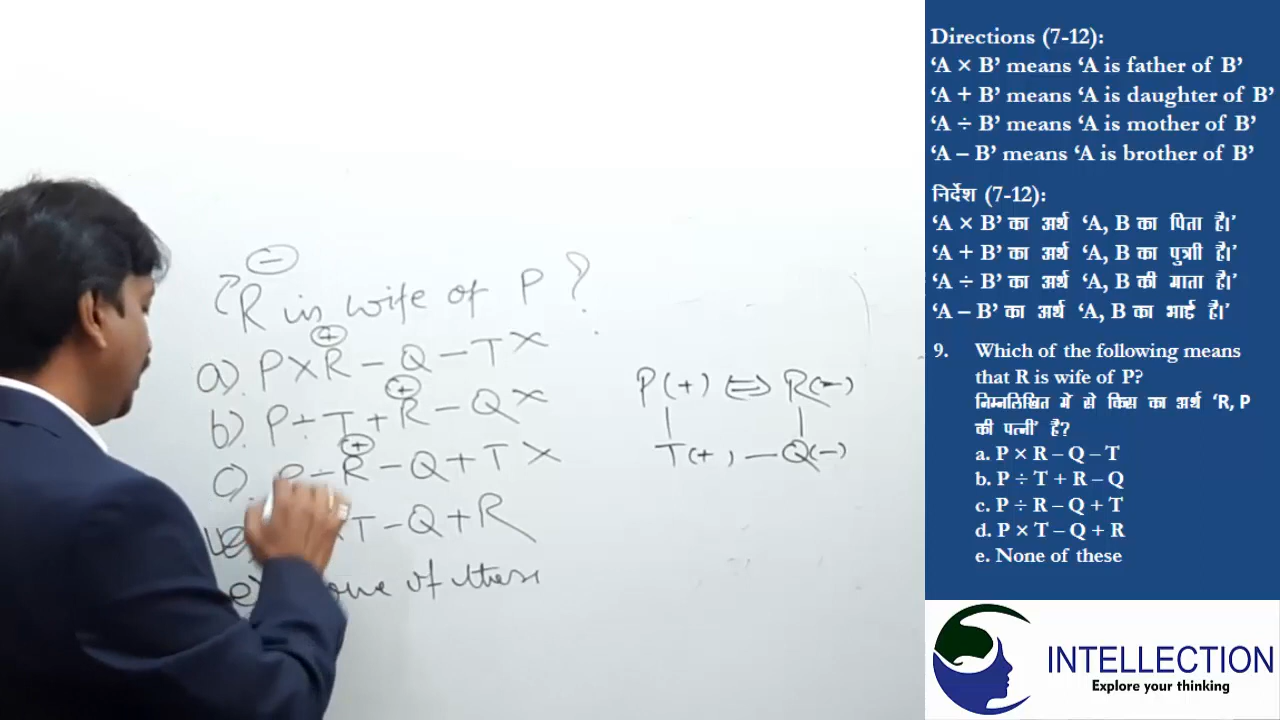 R is wife of P ?
a). P × R − Q − T ×
b). P ÷ T + R − Q ×
c). P ÷ R − Q + T ×
T − Q + R
e) of these
P (+) ⇔ R (−)
T (+) — Q (−)
Directions (7-12):
‘A × B’ means ‘A is father of B’
‘A + B’ means ‘A is daughter of B’
‘A ÷ B’ means ‘A is mother of B’
‘A – B’ means ‘A is brother of B’
निर्देश (7-12):
‘A × B’ का अर्थ ‘A, B का पिता है।’
‘A + B’ का अर्थ ‘A, B का पुत्राी है।’
‘A ÷ B’ का अर्थ ‘A, B की माता है।’
‘A – B’ का अर्थ ‘A, B का भाई है।’
9. Which of the following means
that R is wife of P?
निम्नलिखित में से किस का अर्थ ‘R, P
की पत्नी’ है?
a. P × R – Q – T
b. P ÷ T + R – Q
c. P ÷ R – Q + T
d. P × T – Q + R
e. None of these
INTELLECTION
Explore your thinking